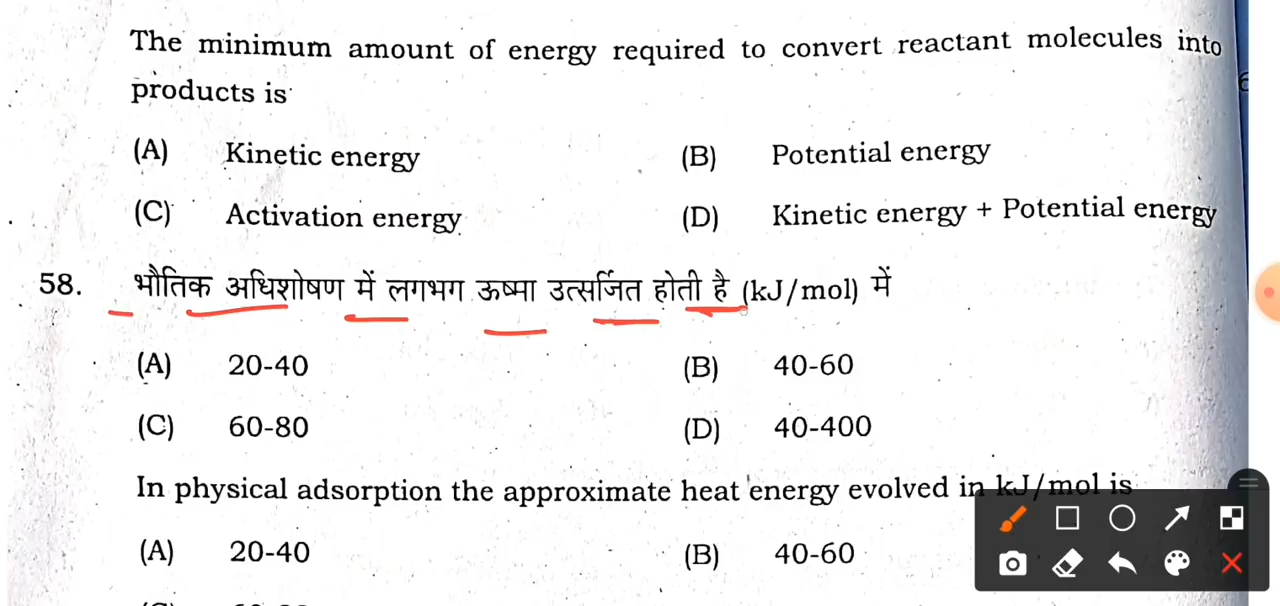 The minimum amount of energy required to convert reactant molecules into
products is
(A) Kinetic energy (B) Potential energy
(C) Activation energy (D) Kinetic energy + Potential energy
58. भौतिक अधिशोषण में लगभग ऊष्मा उत्सर्जित होती है (kJ/mol) में
(A) 20-40 (B) 40-60
(C) 60-80 (D) 40-400
In physical adsorption the approximate heat energy evolved in kJ/mol is
(A) 20-40 (B) 40-60